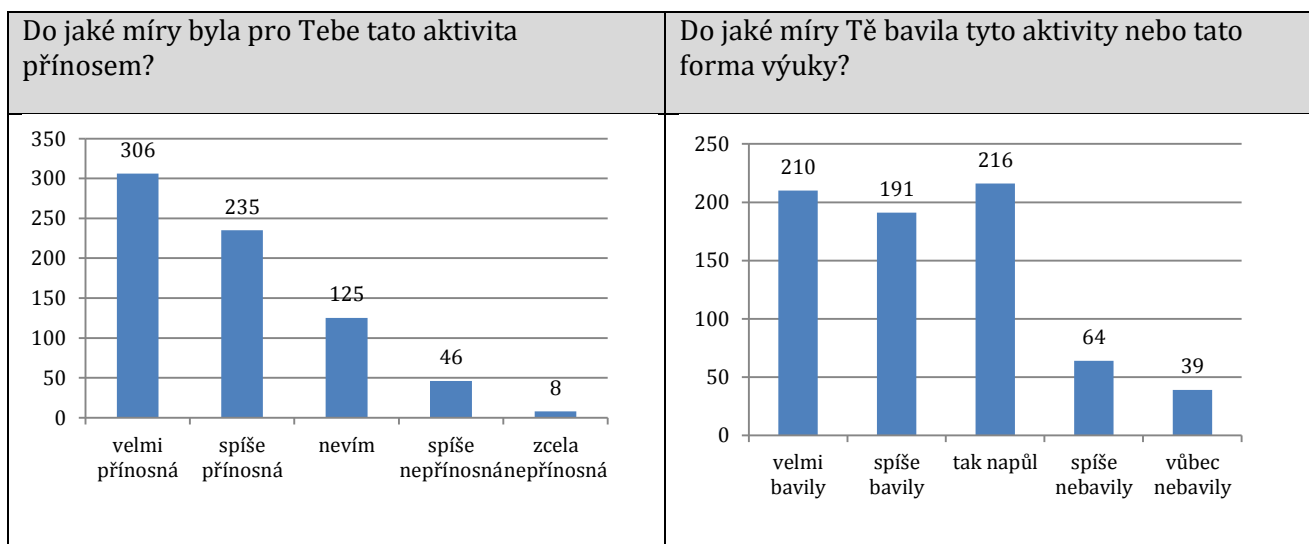 Do jaké míry byla pro Tebe tato aktivita
přínosem?
Do jaké míry Tě bavila tyto aktivity nebo tato
forma výuky?
350
300
250
200
150
100
50
0
306
235
125
46
8
velmi
přínosná
spíše
přínosná
nevím
spíše
nepřínosná
zcela
nepřínosná
250
200
150
100
50
0
210
191
216
64
39
velmi
bavily
spíše
bavily
tak napůl
spíše
nebavily
vůbec
nebavily